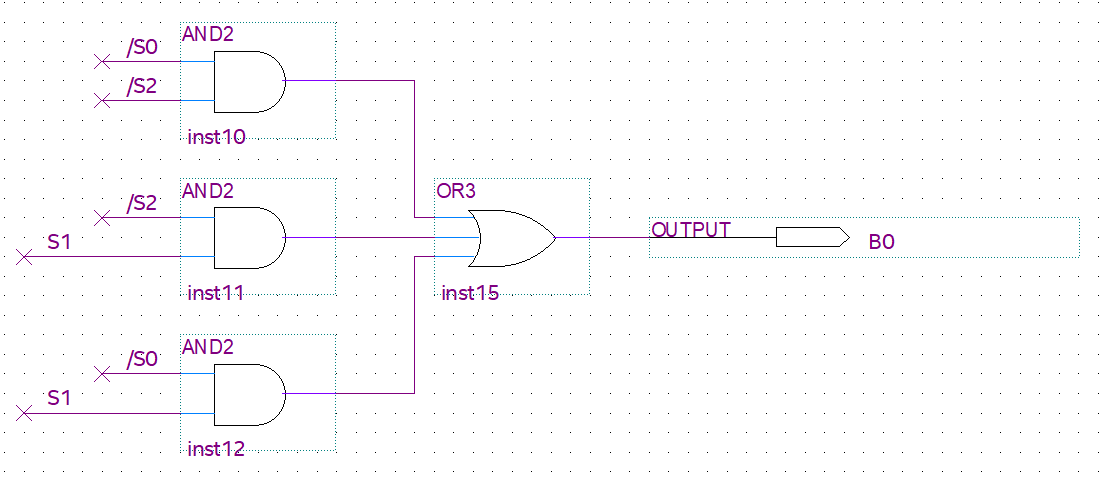 AND2
/S0
/S2
inst10
AND2
/S2
S1
inst11
OR3
inst15
OUTPUT
B0
AND2
/S0
S1
inst12